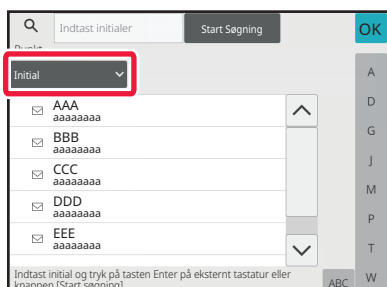 Indtast initialer
Start Søgning
OK
Punkt
Initial
AAA
aaaaaaaa
BBB
aaaaaaaa
CCC
aaaaaaaa
DDD
aaaaaaaa
EEE
aaaaaaaa
A
D
G
J
M
P
T
W
ABC
Indtast initial og tryk på tasten Enter på eksternt tastatur eller
knappen [Start søgning]